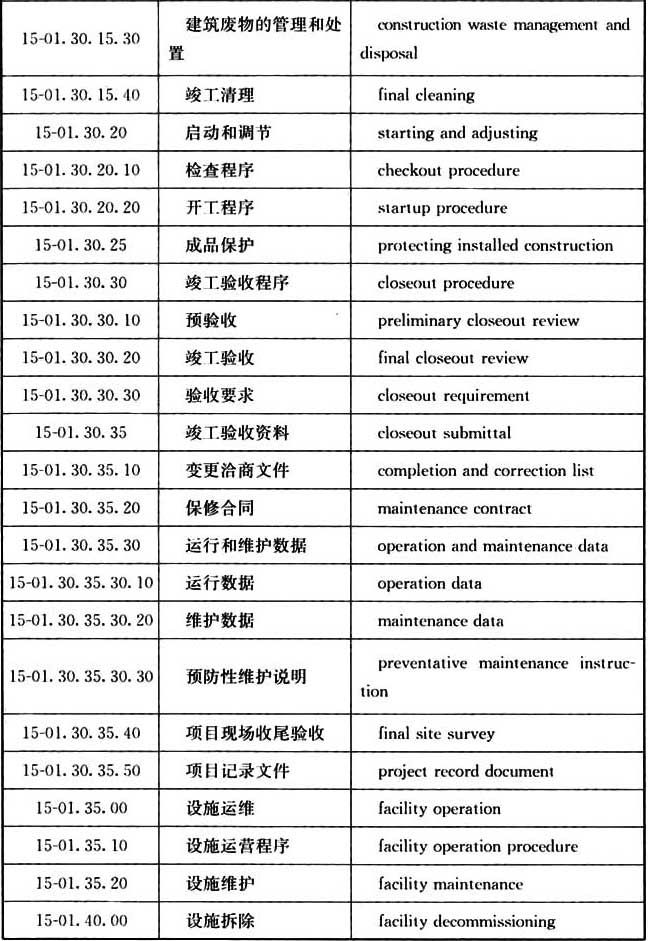 15-01.30.15.30 建筑废物的管理和处 construction waste management and
置 disposal
15-01.30.15.40 竣工清理 final cleaning
15-01.30.20 启动和调节 starting and adjusting
15-01.30.20.10 检查程序 checkout procedure
15-01.30.20.20 开工程序 startup procedure
15-01.30.25 成品保护 protecting installed construction
15-01.30.30 竣工验收程序 closeout procedure
15-01.30.30.10 预验收 preliminary closeout review
15-01.30.30.20 竣工验收 final closeout review
15-01.30.30.30 验收要求 closeout requirement
15-01.30.35 竣工验收资料 closeout submittal
15-01.30.35.10 变更洽商文件 completion and correction list
15-01.30.35.20 保修合同 maintenance contract
15-01.30.35.30 运行和维护数据 operation and maintenance data
15-01.30.35.30.10 运行数据 operation data
15-01.30.35.30.20 维护数据 maintenance data
15-01.30.35.30.30 预防性维护说明 preventative maintenance instruc-
tion
15-01.30.35.40 项目现场收尾验收 final site survey
15-01.30.35.50 项目记录文件 project record document
15-01.35.00 设施运维 facility operation
15-01.35.10 设施运营程序 facility operation procedure
15-01.35.20 设施维护 facility maintenance
15-01.40.00 设施拆除 facility decommissioning